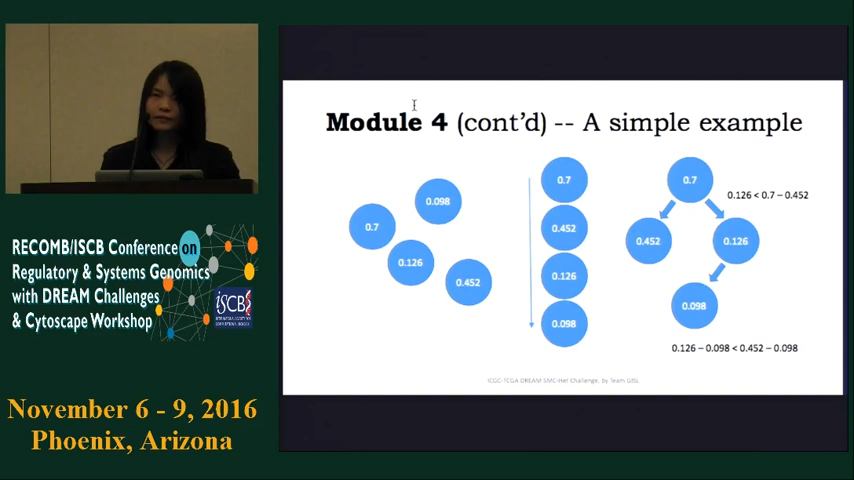 Module 4 (cont'd) -- A simple example
0.7
0.098
0.126
0.452
0.7
0.452
0.126
0.098
0.7
0.126 < 0.7 – 0.452
0.452
0.126
0.098
0.126 – 0.098 < 0.452 – 0.098
ICGC-TCGA DREAM SMC-Het Challenge, by Team GBSL
RECOMB/ISCB Conference on
Regulatory & Systems Genomics
with DREAM Challenges
& Cytoscape Workshop
ISCB
November 6 - 9, 2016
Phoenix, Arizona